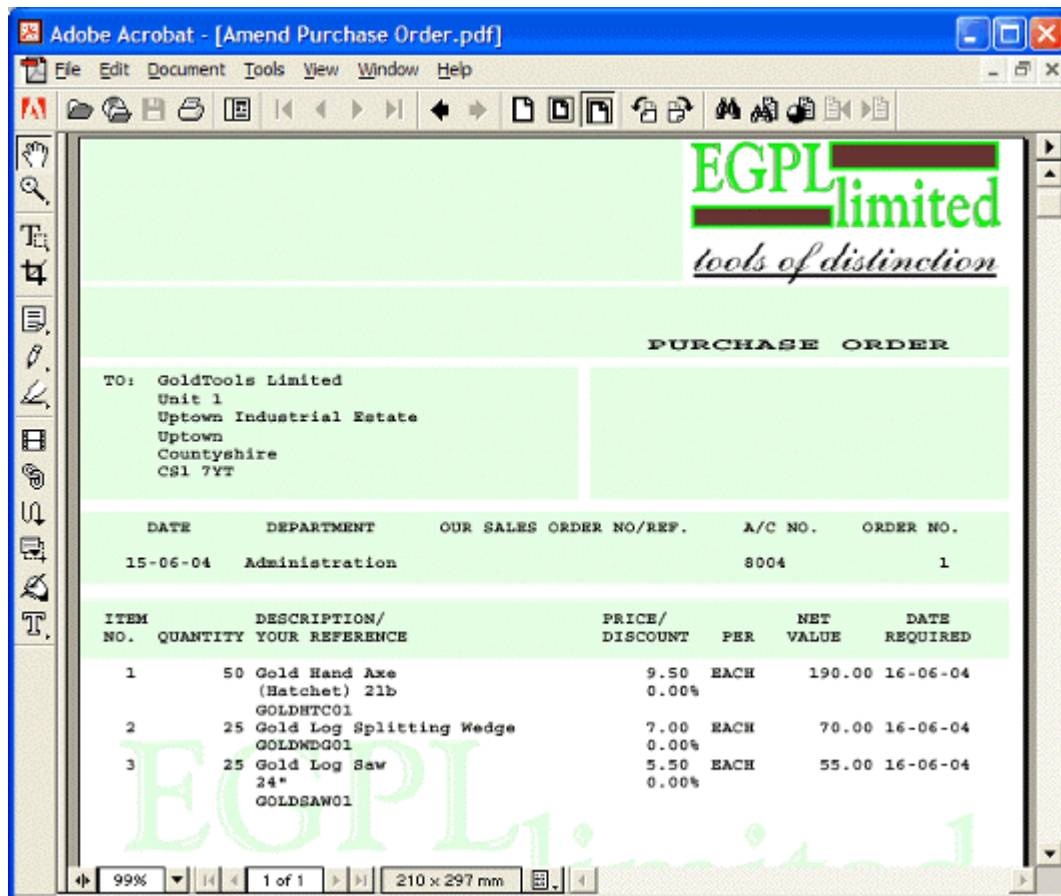 Adobe Acrobat - [Amend Purchase Order.pdf]
File Edit Document Tools View Window Help
EGPL
limited
tools of distinction
PURCHASE ORDER
TO: GoldTools Limited
Unit 1
Uptown Industrial Estate
Uptown
Countyshire
CS1 7YT
DATE DEPARTMENT OUR SALES ORDER NO/REF. A/C NO. ORDER NO.
15-06-04 Administration 8004 1
ITEM DESCRIPTION/ PRICE/ NET DATE
NO. QUANTITY YOUR REFERENCE DISCOUNT PER VALUE REQUIRED
1 50 Gold Hand Axe 9.50 EACH 190.00 16-06-04
(Hatchet) 2lb 0.00%
GOLDHTC01
2 25 Gold Log Splitting Wedge 7.00 EACH 70.00 16-06-04
GOLDWDG01 0.00%
3 25 Gold Log Saw 5.50 EACH 55.00 16-06-04
24" 0.00%
GOLDSAW01
EGPL
limited
99% 1 of 1 210 x 297 mm